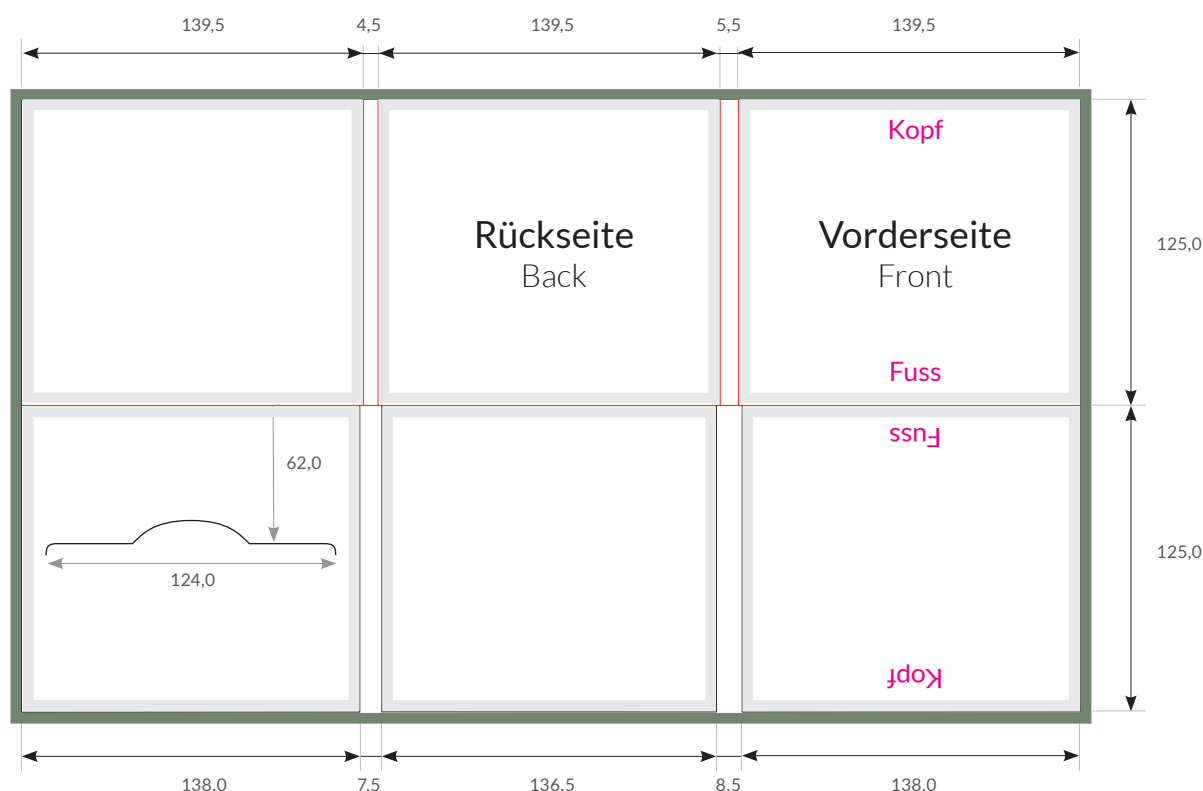 139,5 4,5 139,5 5,5 139,5
Kopf
Rückseite Vorderseite
Back Front
125,0
Fuss
Fuss
62,0
125,0
124,0
Kopf
138.0 7.5 136.5 8.5 138.0